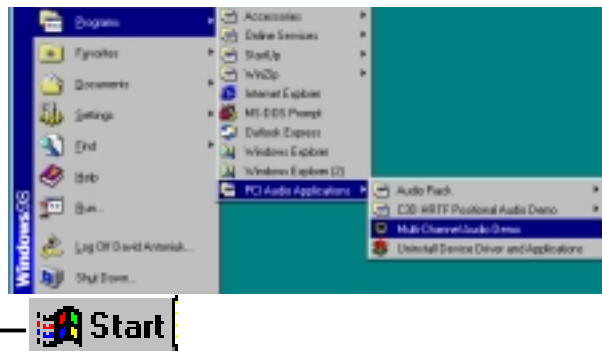 Programs
Favorites
Documents
Settings
Find
Help
Run...
Log Off David Antoniuk...
Shut Down...
Windows98
Accessories
Online Services
StartUp
WinZip
Internet Explorer
MS-DOS Prompt
Outlook Express
Windows Explorer
Windows Explorer (2)
PCI Audio Applications
Audio Rack
C3D HRTF Positional Audio Demo
Multi-Channel Audio Demo
Uninstall Device Driver and Applications
Start